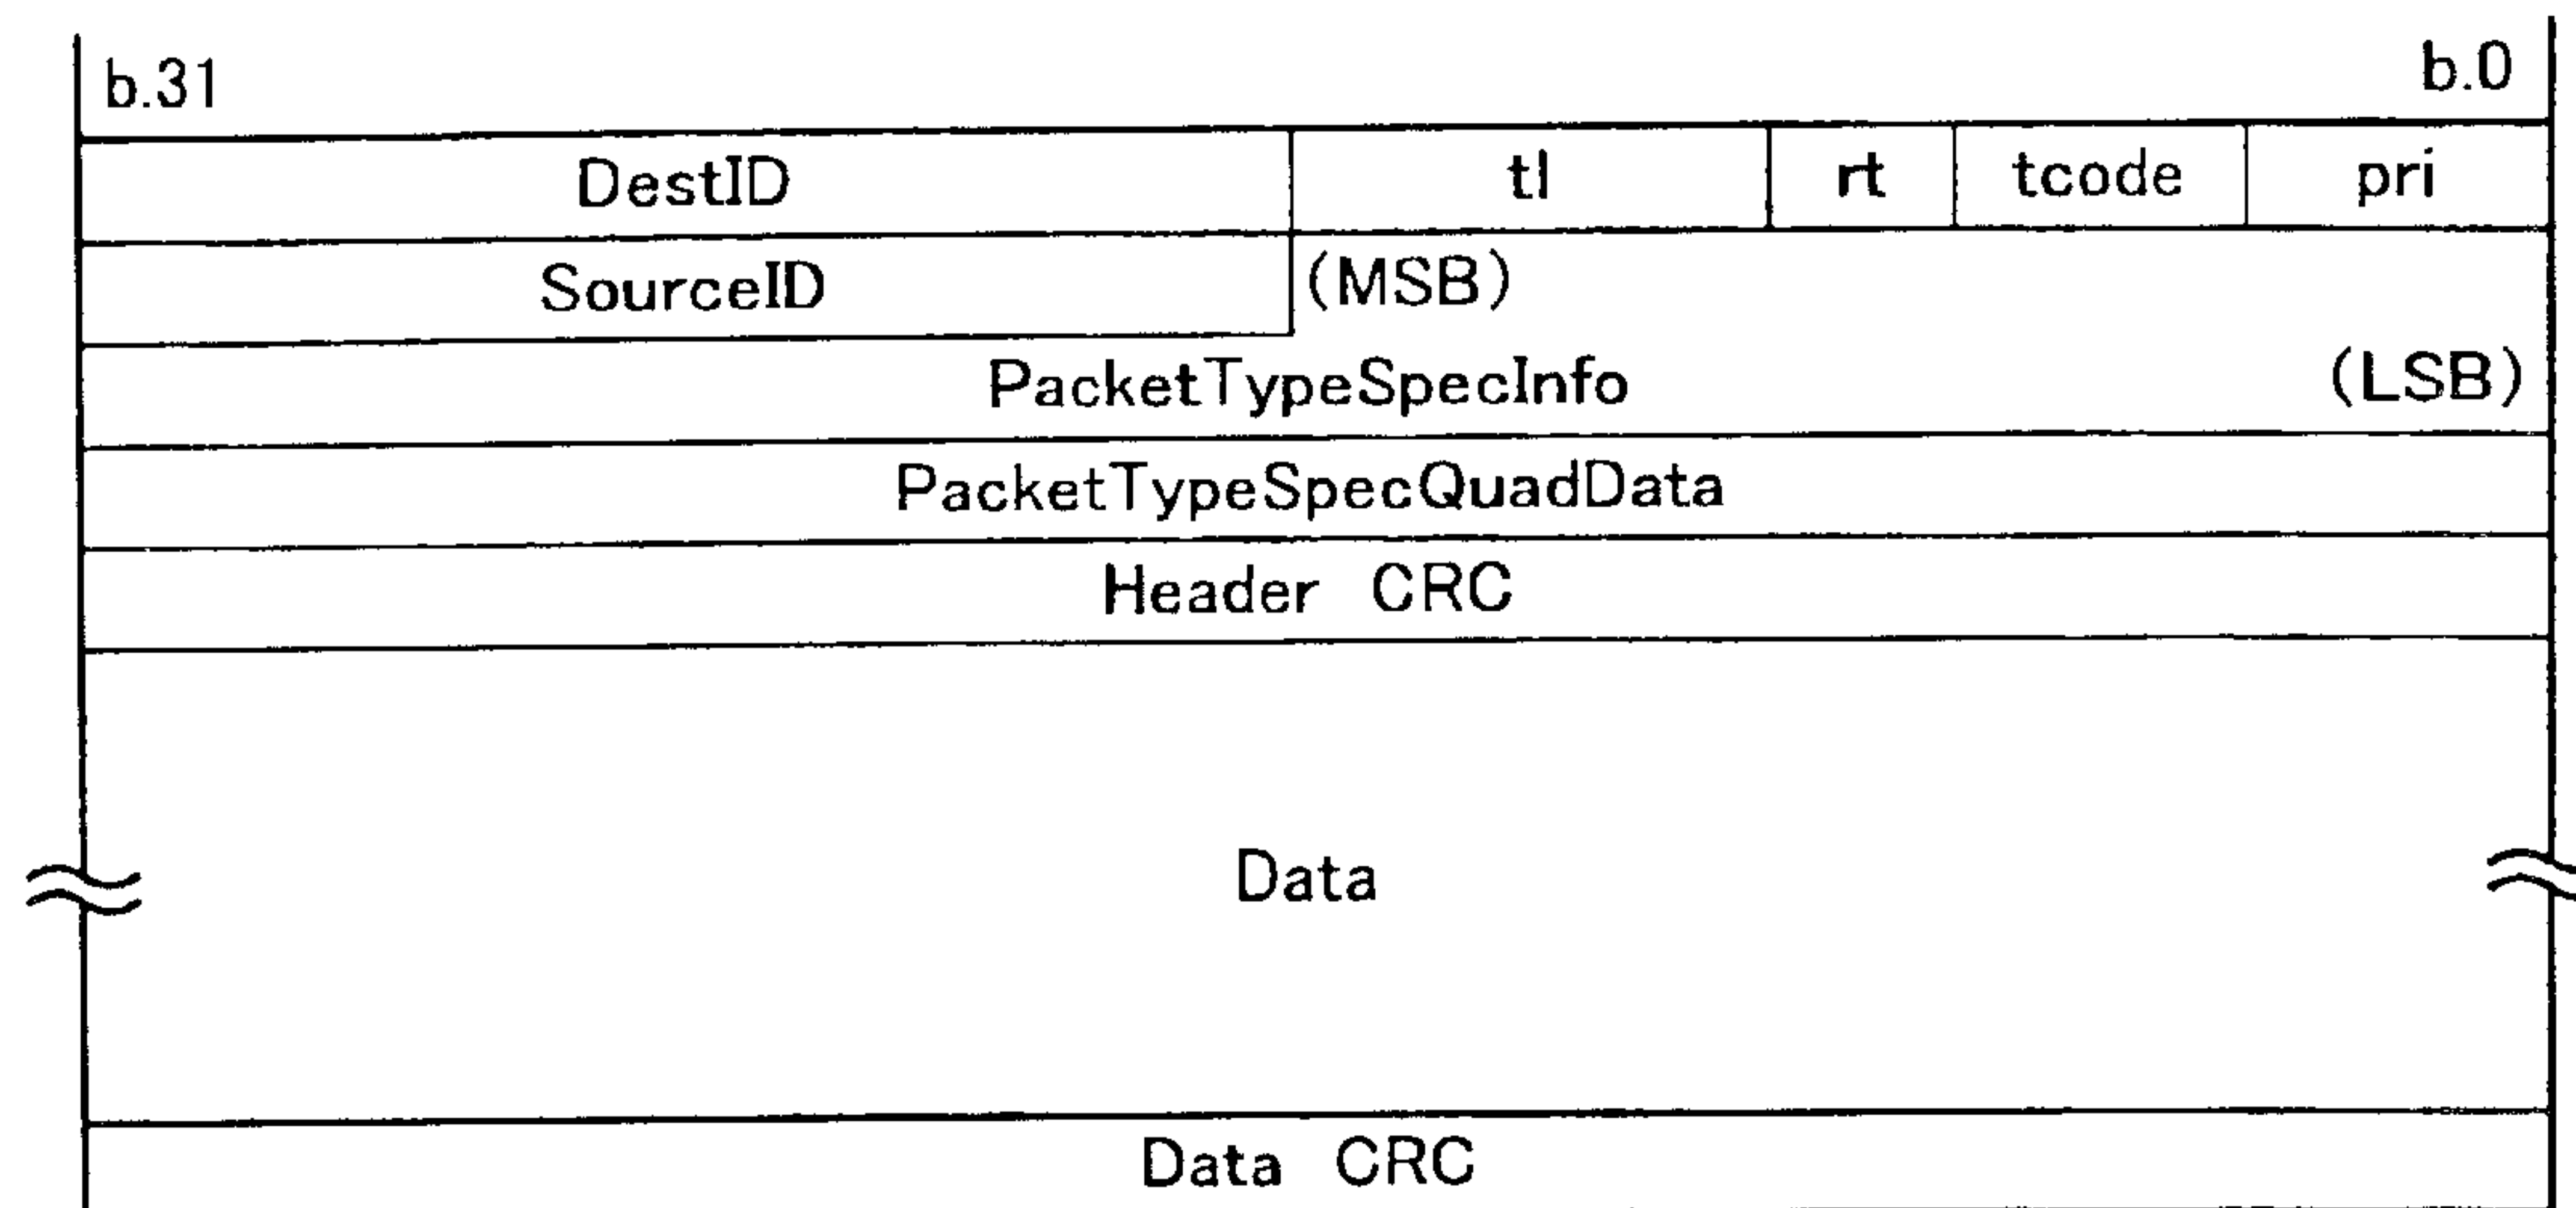 b.31 b.0
DestID tl rt tcode pri
SourceID (MSB)
PacketTypeSpecInfo (LSB)
PacketTypeSpecQuadData
Header CRC
Data
Data CRC